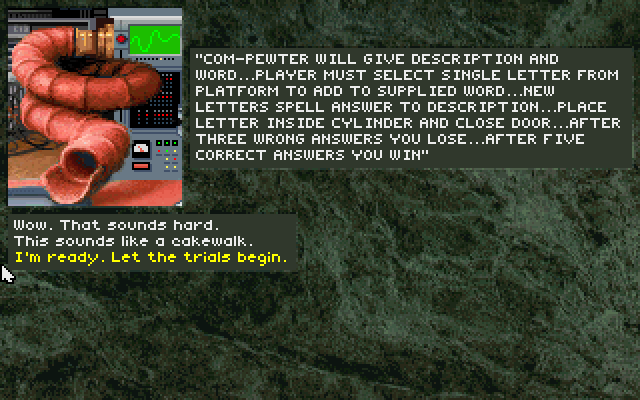 "COM-PEWTER WILL GIVE DESCRIPTION AND
WORD...PLAYER MUST SELECT SINGLE LETTER FROM
PLATFORM TO ADD TO SUPPLIED WORD...NEW
LETTERS SPELL ANSWER TO DESCRIPTION...PLACE
LETTER INSIDE CYLINDER AND CLOSE DOOR...AFTER
THREE WRONG ANSWERS YOU LOSE...AFTER FIVE
CORRECT ANSWERS YOU WIN"
Wow. That sounds hard.
This sounds like a cakewalk.
I'm ready. Let the trials begin.